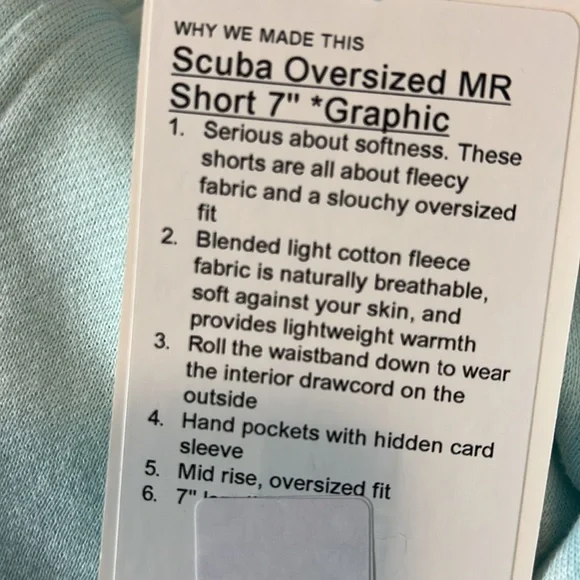 WHY WE MADE THIS
Scuba Oversized MR
Short 7" *Graphic
1. Serious about softness. These
shorts are all about fleecy
fabric and a slouchy oversized
fit
2. Blended light cotton fleece
fabric is naturally breathable,
soft against your skin, and
provides lightweight warmth
3. Roll the waistband down to wear
the interior drawcord on the
outside
4. Hand pockets with hidden card
sleeve
5. Mid rise, oversized fit
6. 7"